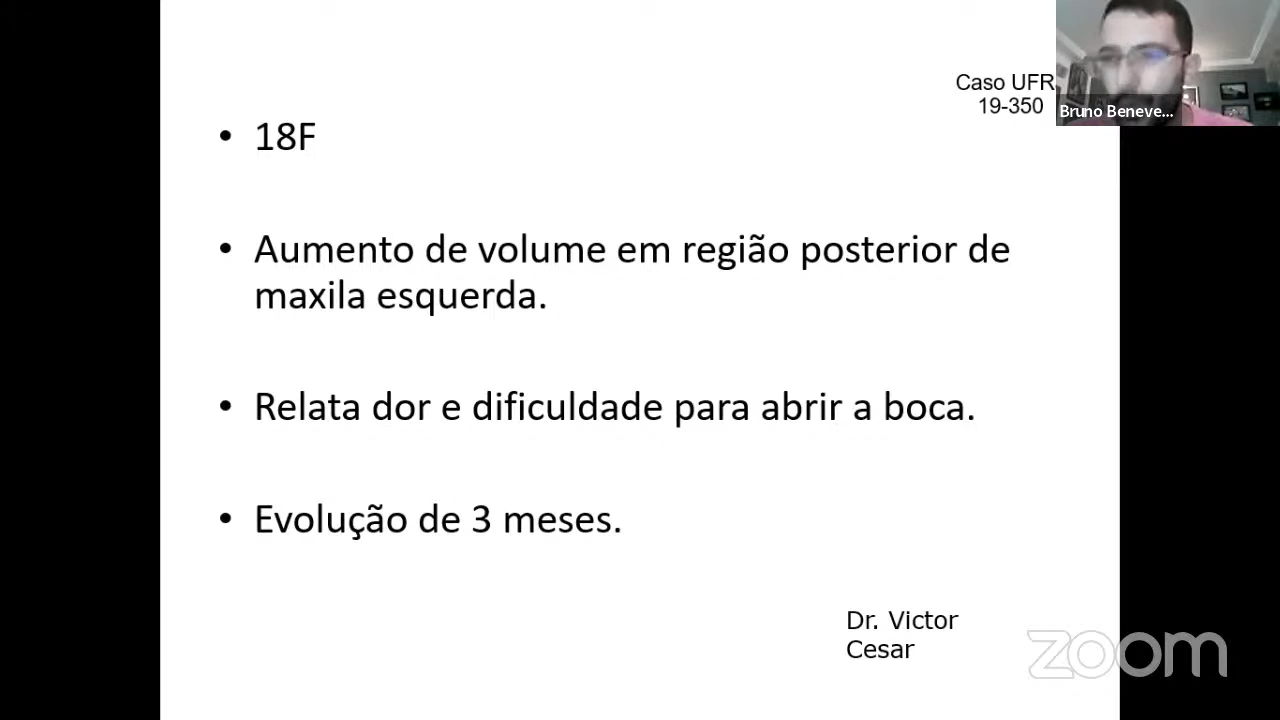 Caso UFR
19-350
Bruno Beneve...
• 18F
• Aumento de volume em região posterior de
maxila esquerda.
• Relata dor e dificuldade para abrir a boca.
• Evolução de 3 meses.
Dr. Victor
Cesar
zoom